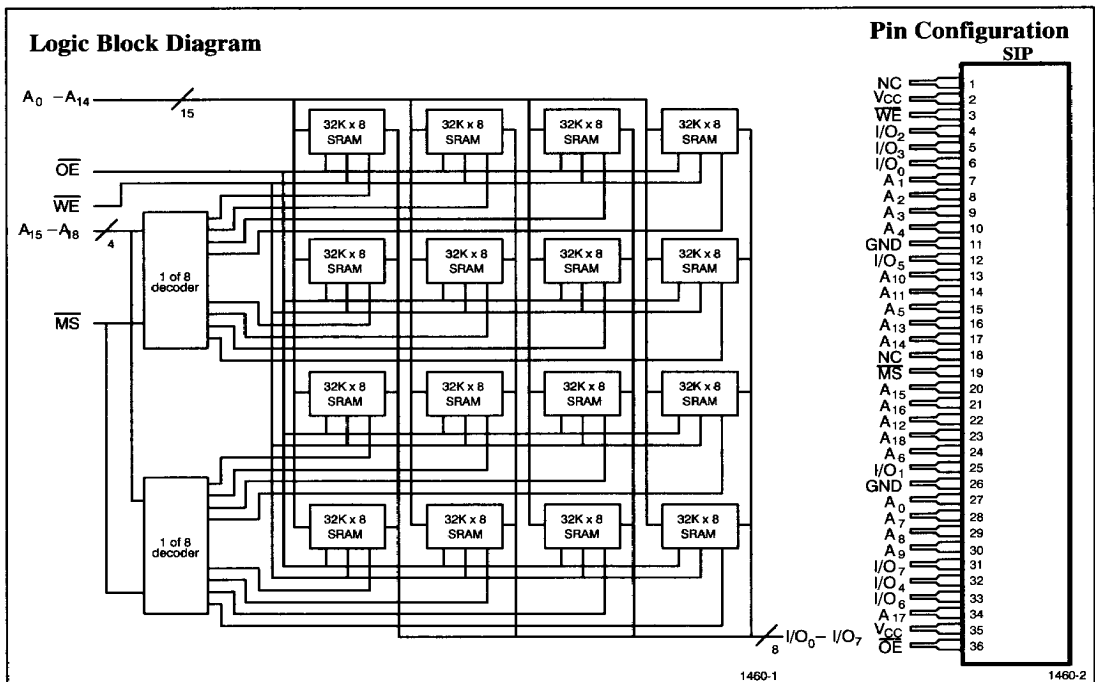 Logic Block Diagram
A0 – A14
15
OE
WE
A15 – A18
4
MS
1 of 8
decoder
1 of 8
decoder
32K x 8
SRAM
32K x 8
SRAM
32K x 8
SRAM
32K x 8
SRAM
32K x 8
SRAM
32K x 8
SRAM
32K x 8
SRAM
32K x 8
SRAM
32K x 8
SRAM
32K x 8
SRAM
32K x 8
SRAM
32K x 8
SRAM
32K x 8
SRAM
32K x 8
SRAM
32K x 8
SRAM
32K x 8
SRAM
8
I/O0 – I/O7
1460-1
Pin Configuration
SIP
NC 1
VCC 2
WE 3
I/O2 4
I/O3 5
I/O0 6
A1 7
A2 8
A3 9
A4 10
GND 11
I/O5 12
A10 13
A11 14
A5 15
A13 16
A14 17
NC 18
MS 19
A15 20
A16 21
A12 22
A18 23
A6 24
I/O1 25
GND 26
A0 27
A7 28
A8 29
A9 30
I/O7 31
I/O4 32
I/O6 33
A17 34
VCC 35
OE 36
1460-2